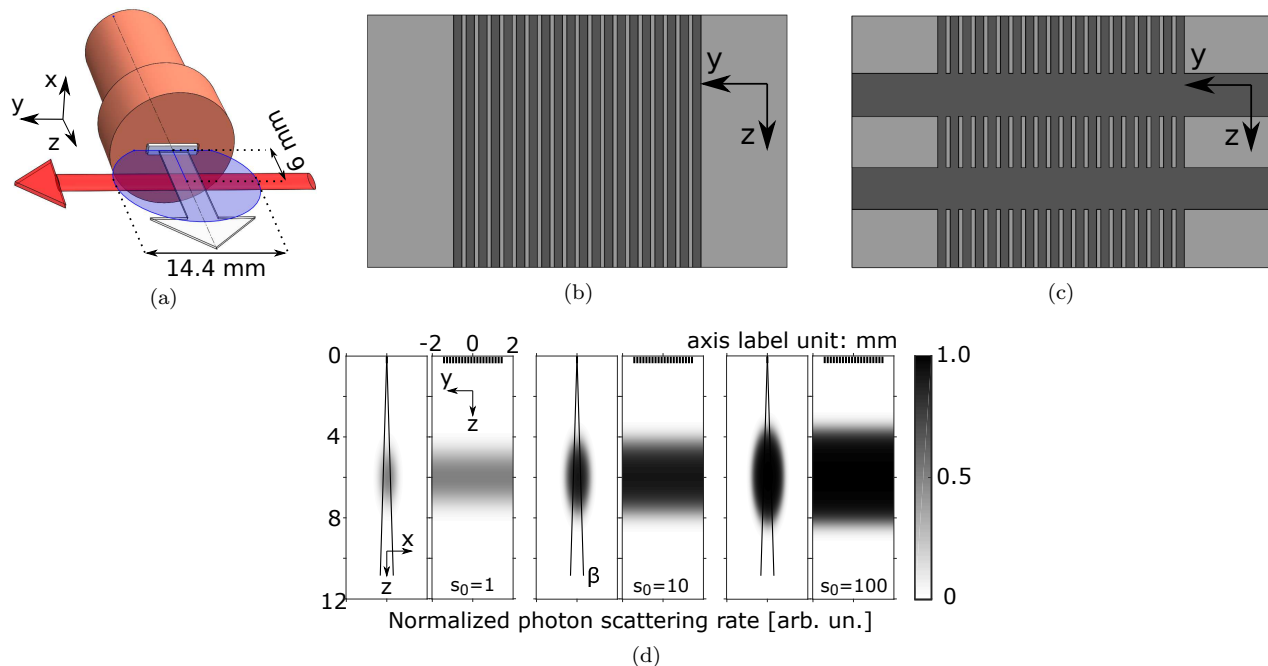 x
y
z
6 mm
14.4 mm
(a)
y
z
(b)
y
z
(c)
axis label unit: mm
-2 0 2
0
4
8
12
y
z
x
z
s₀=1
β
s₀=10
s₀=100
1.0
0.5
0
Normalized photon scattering rate [arb. un.]
(d)